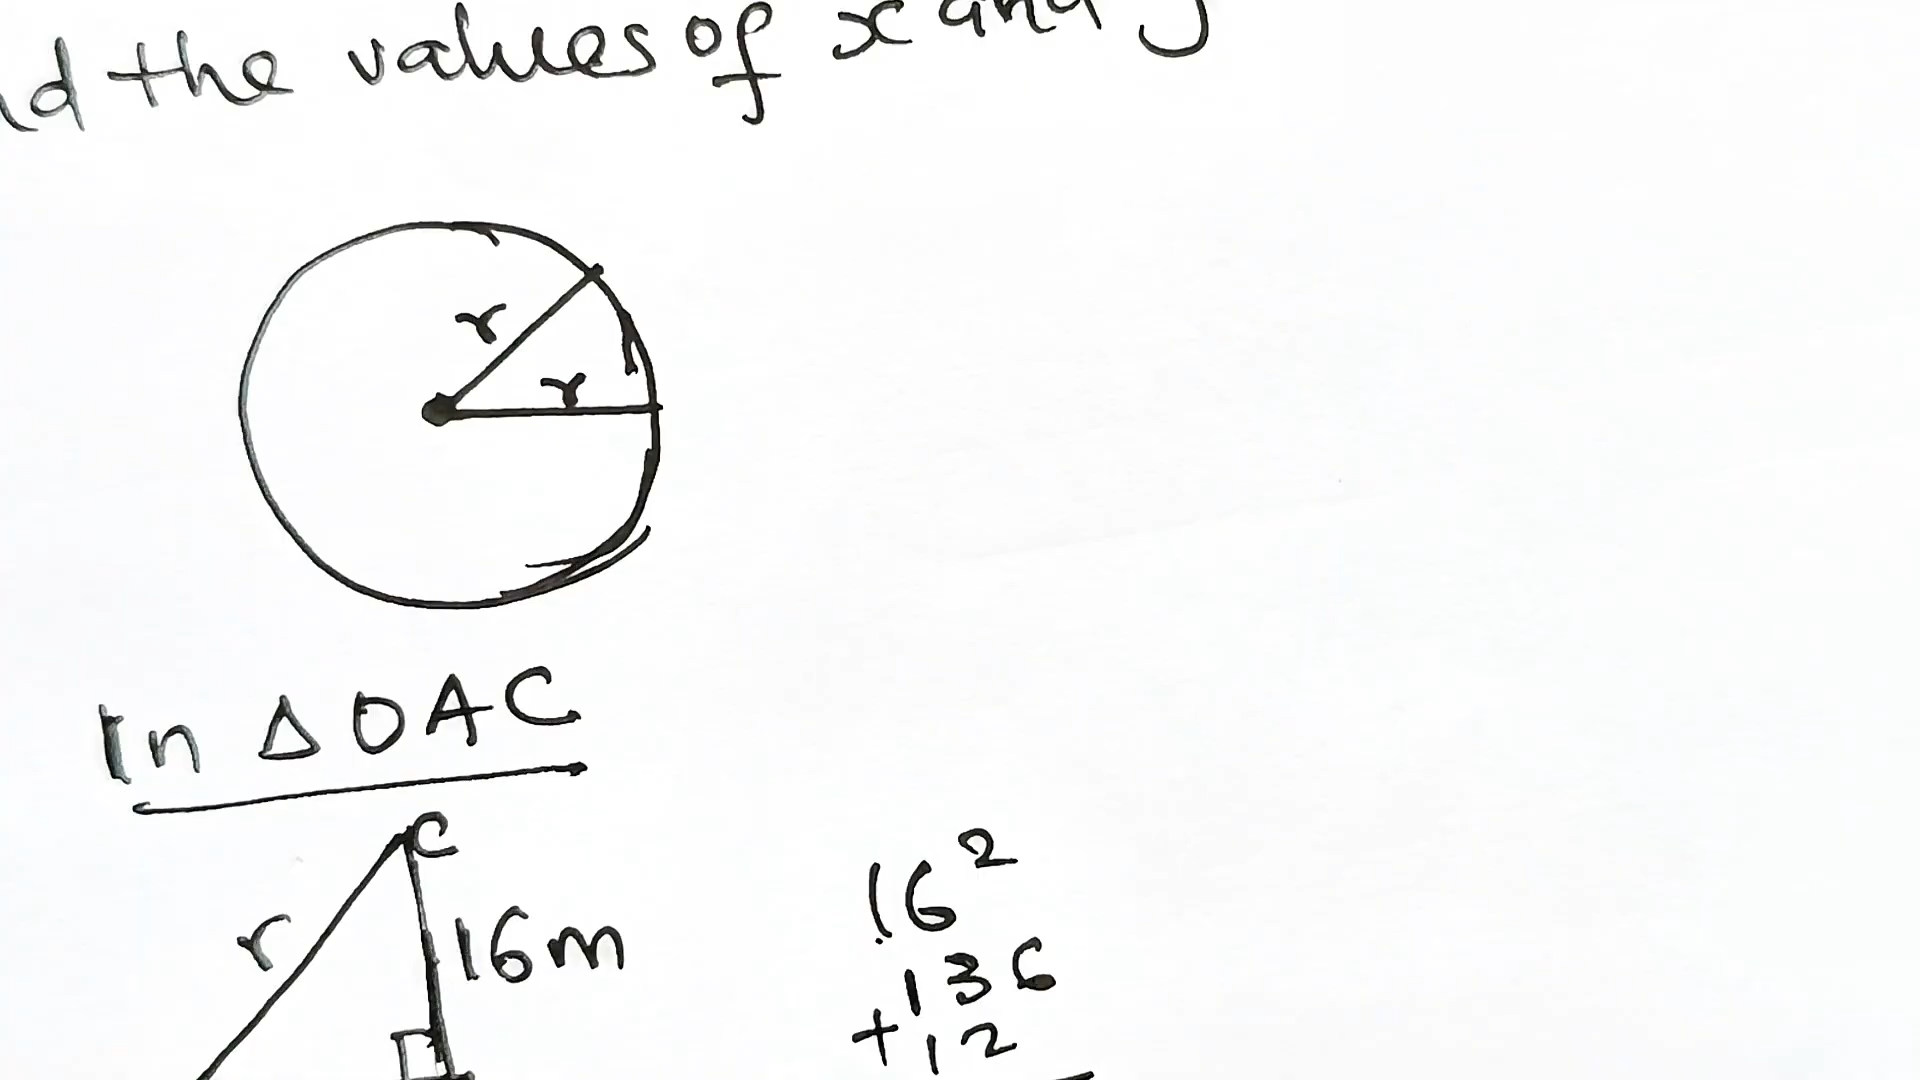 the values of x and
r
r
In Δ OAC
C
r
16m
16²
136
+12